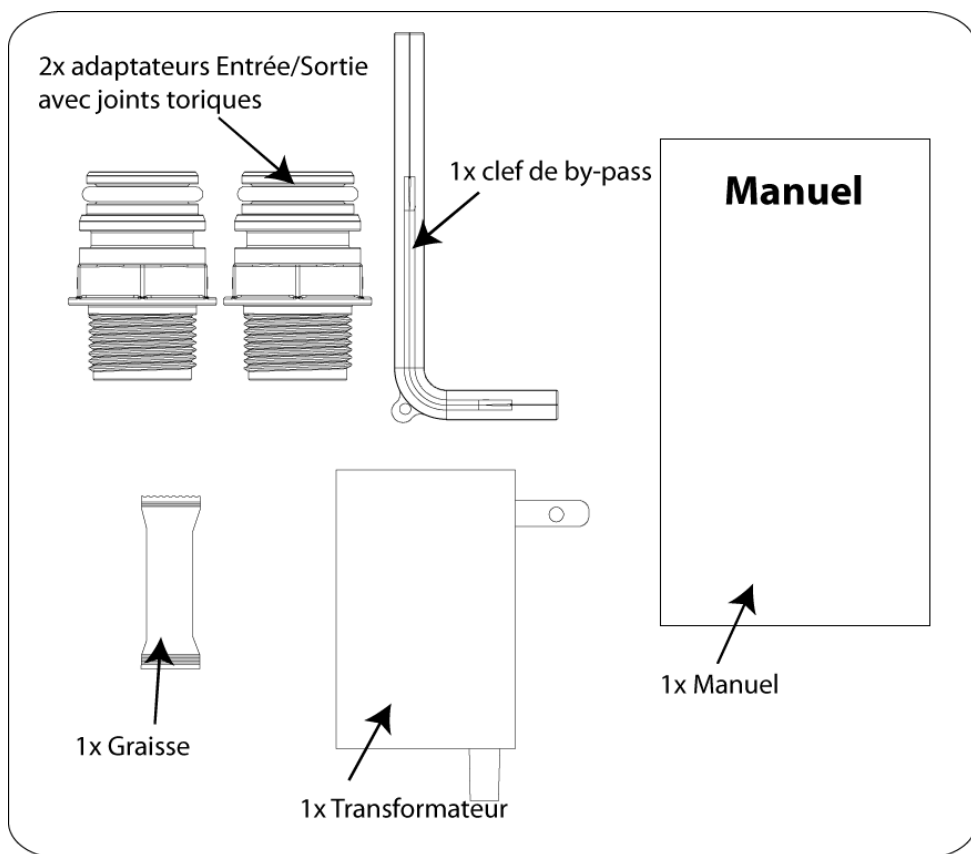 2x adaptateurs Entrée/Sortie
avec joints toriques
1x clef de by-pass
Manuel
1x Manuel
1x Graisse
1x Transformateur